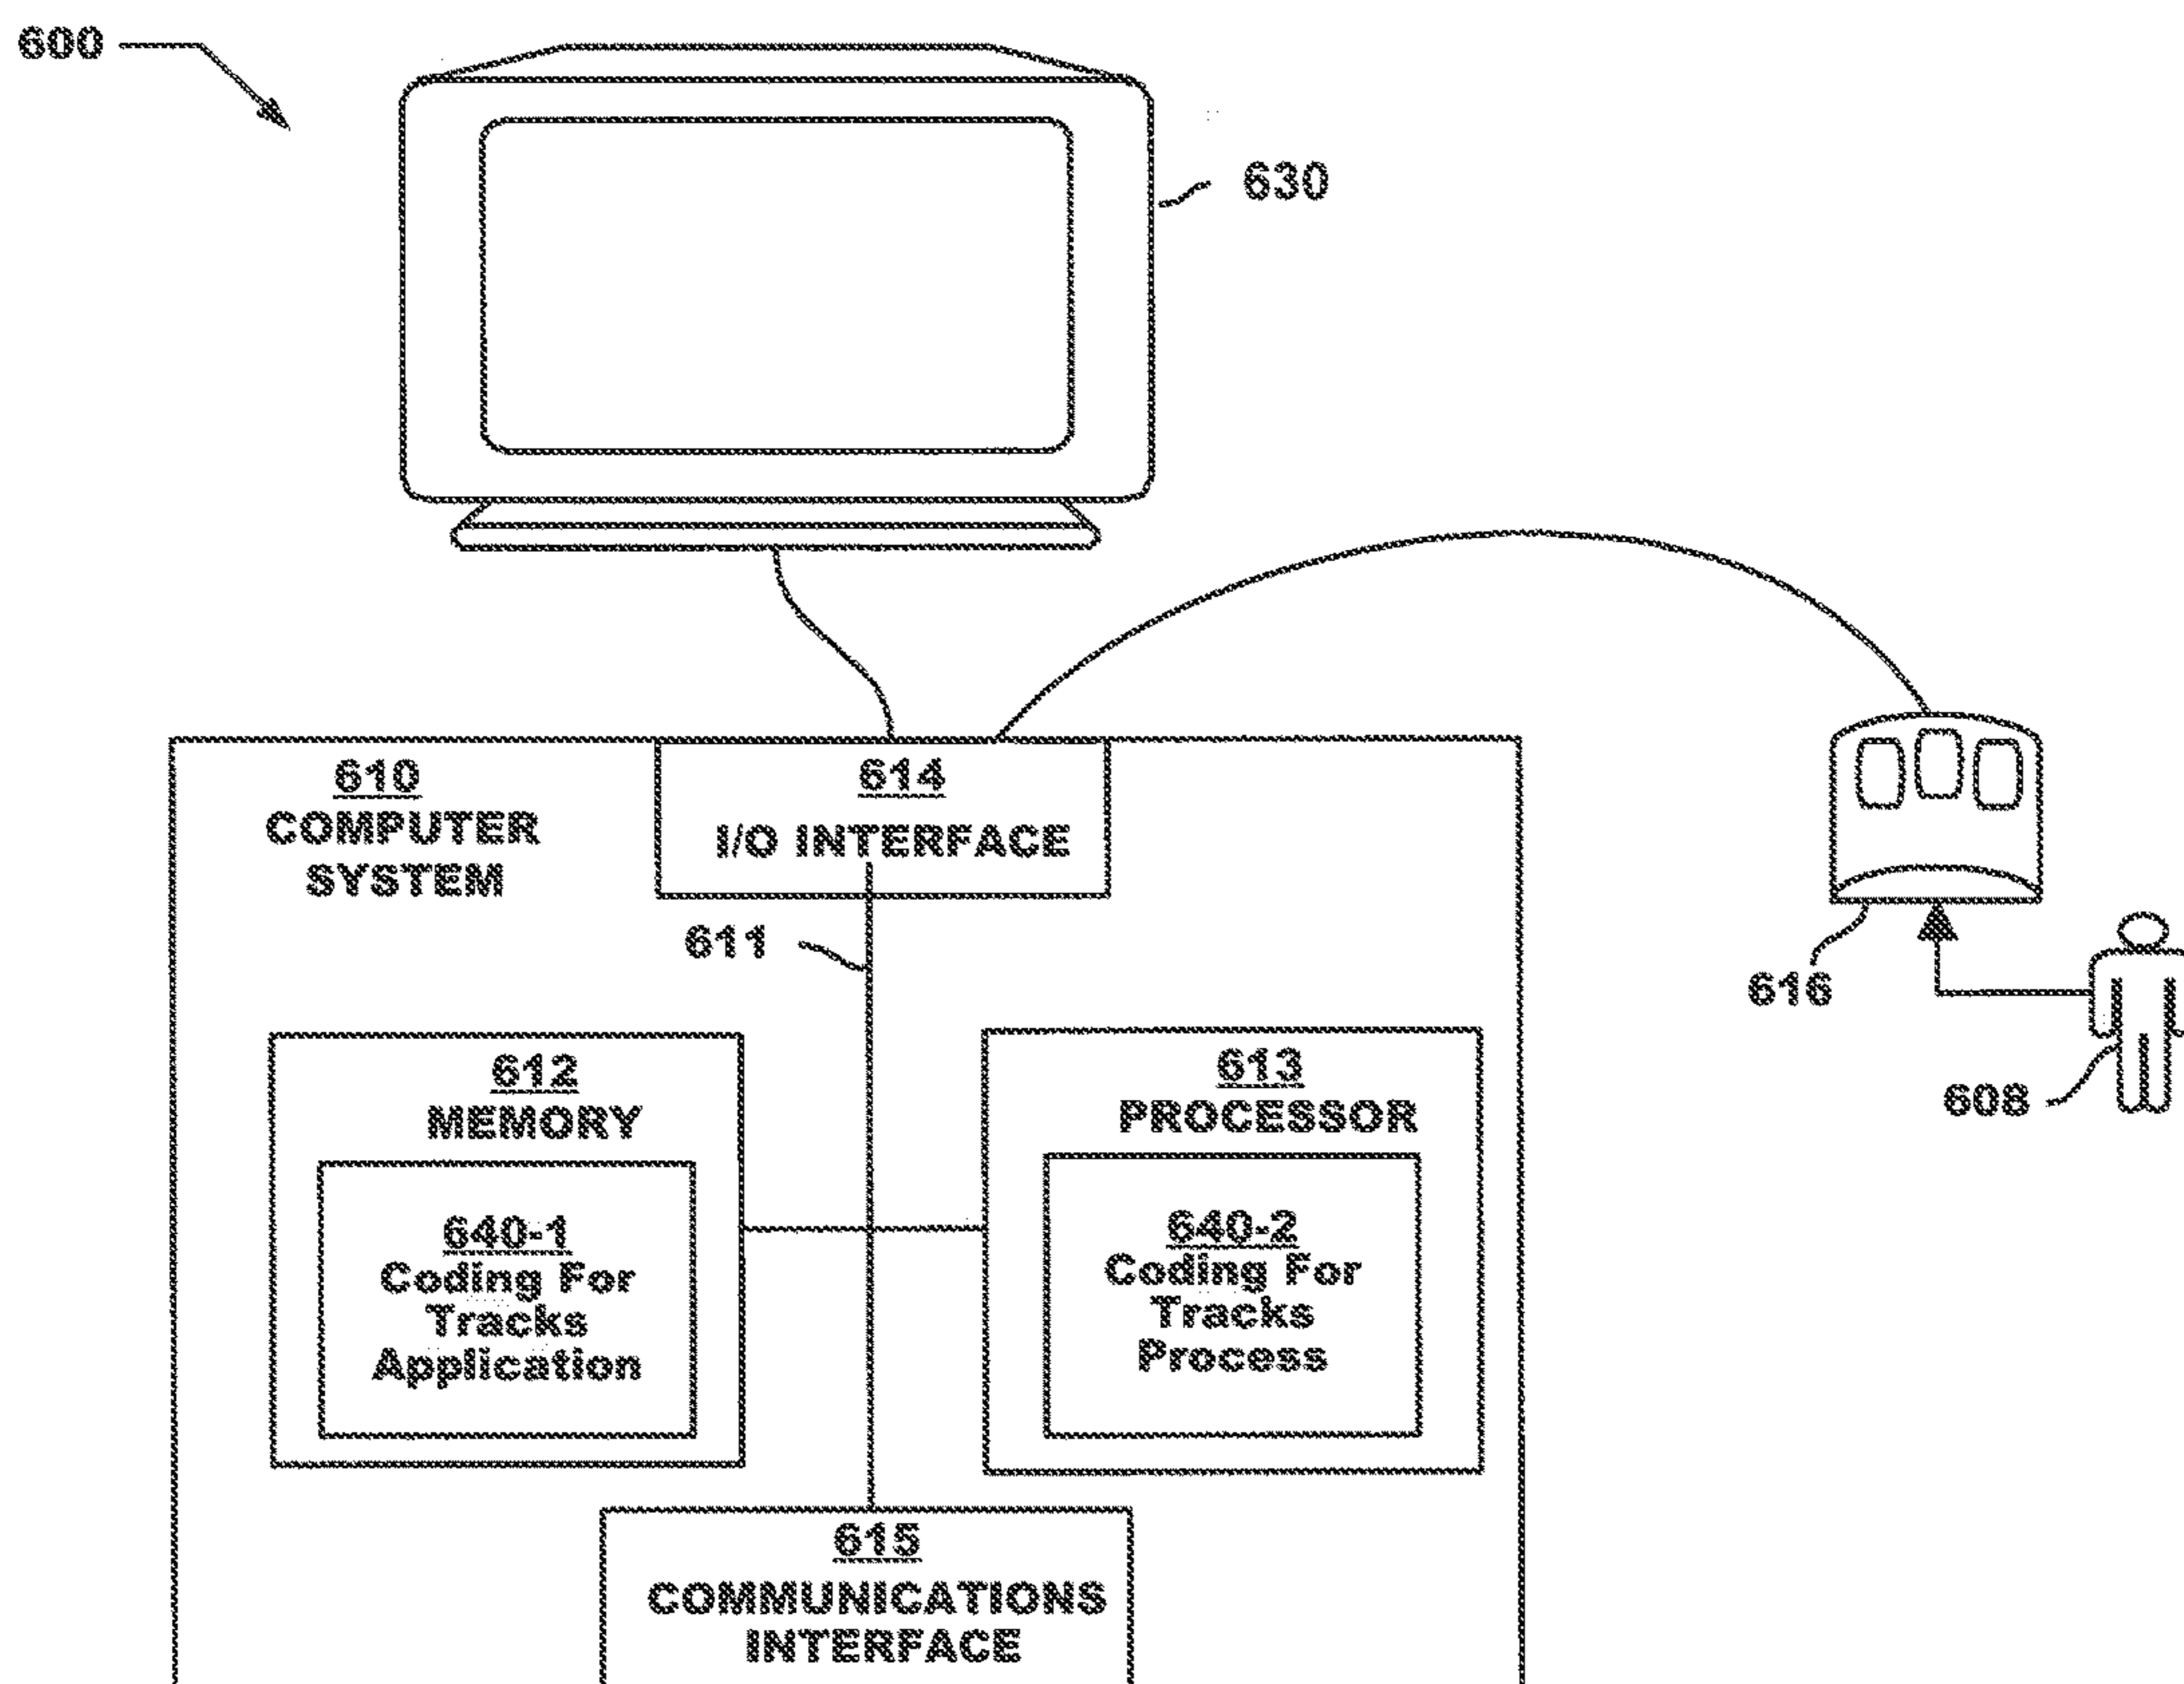 600
630
610
COMPUTER
SYSTEM
614
I/O INTERFACE
611
616
608
612
MEMORY
613
PROCESSOR
640-1
Coding For
Tracks
Application
640-2
Coding For
Tracks
Process
615
COMMUNICATIONS
INTERFACE